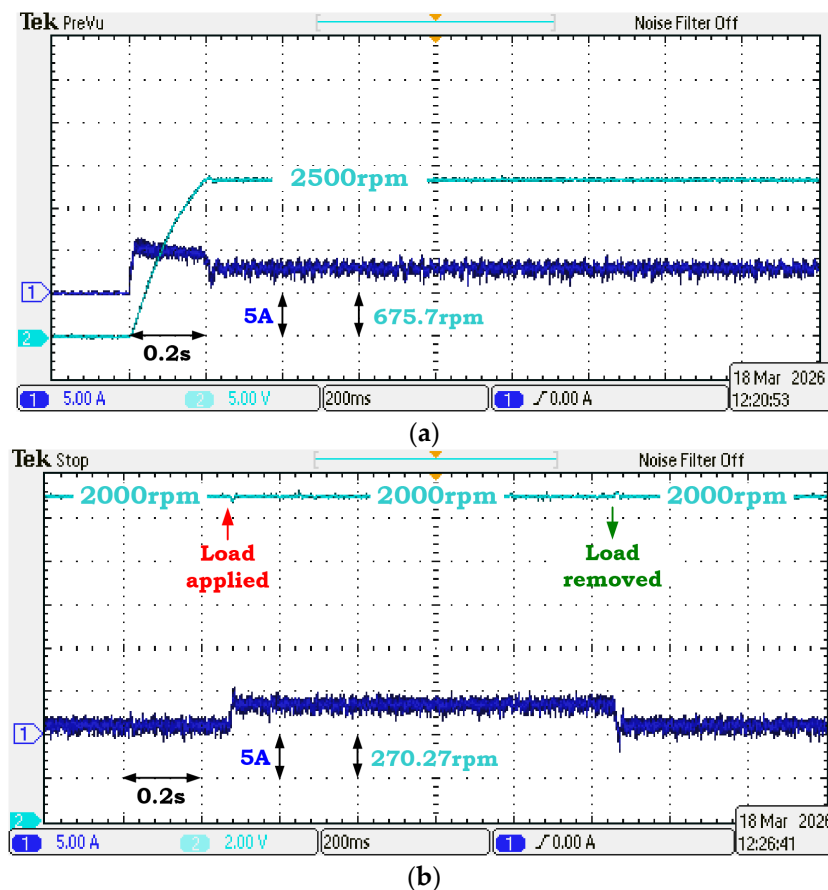 Tek PreVu Noise Filter Off
2500rpm
1
5A 675.7rpm
2
0.2s
1 5.00 A 2 5.00 V 200ms 1 0.00 A 18 Mar 2026
12:20:53
(a)
Tek Stop Noise Filter Off
2000rpm 2000rpm 2000rpm
Load applied
Load removed
1
5A 270.27rpm
0.2s
2
1 5.00 A 2 2.00 V 200ms 1 0.00 A 18 Mar 2026
12:26:41
(b)